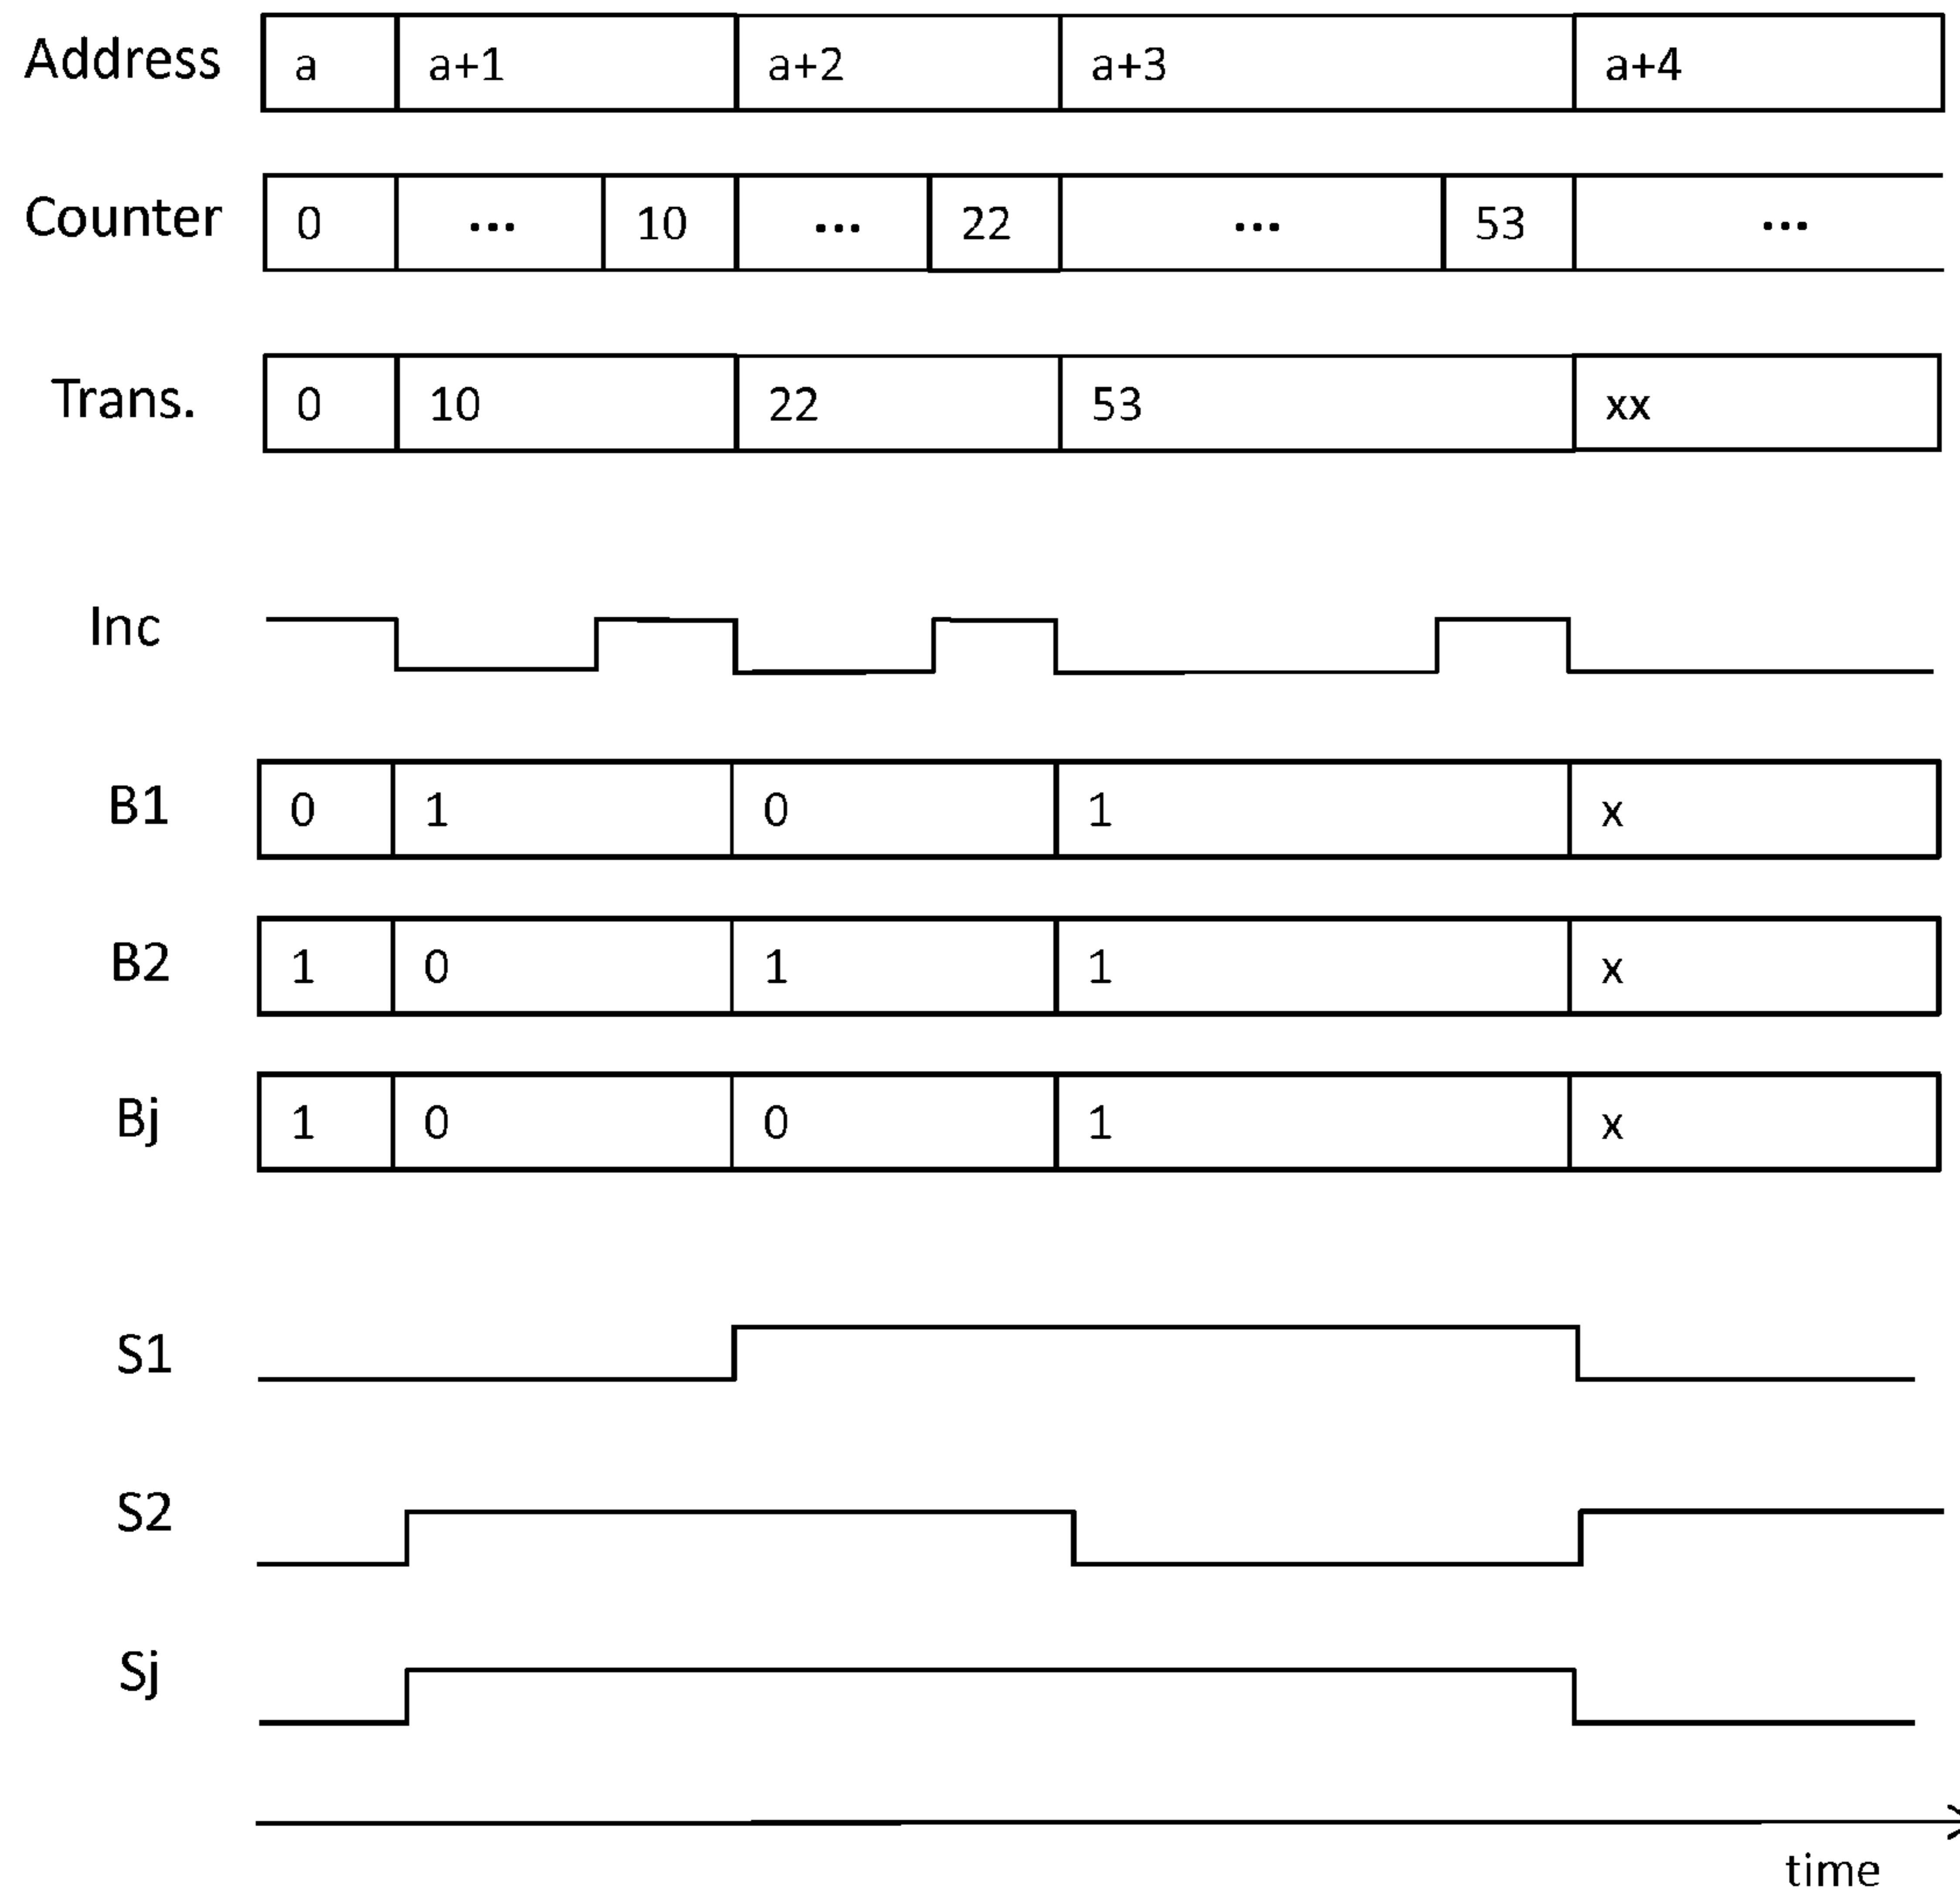 Address a a+1 a+2 a+3 a+4
Counter 0 ... 10 ... 22 ... 53 ...
Trans. 0 10 22 53 xx
Inc
B1 0 1 0 1 x
B2 1 0 1 1 x
Bj 1 0 0 1 x
S1
S2
Sj
time